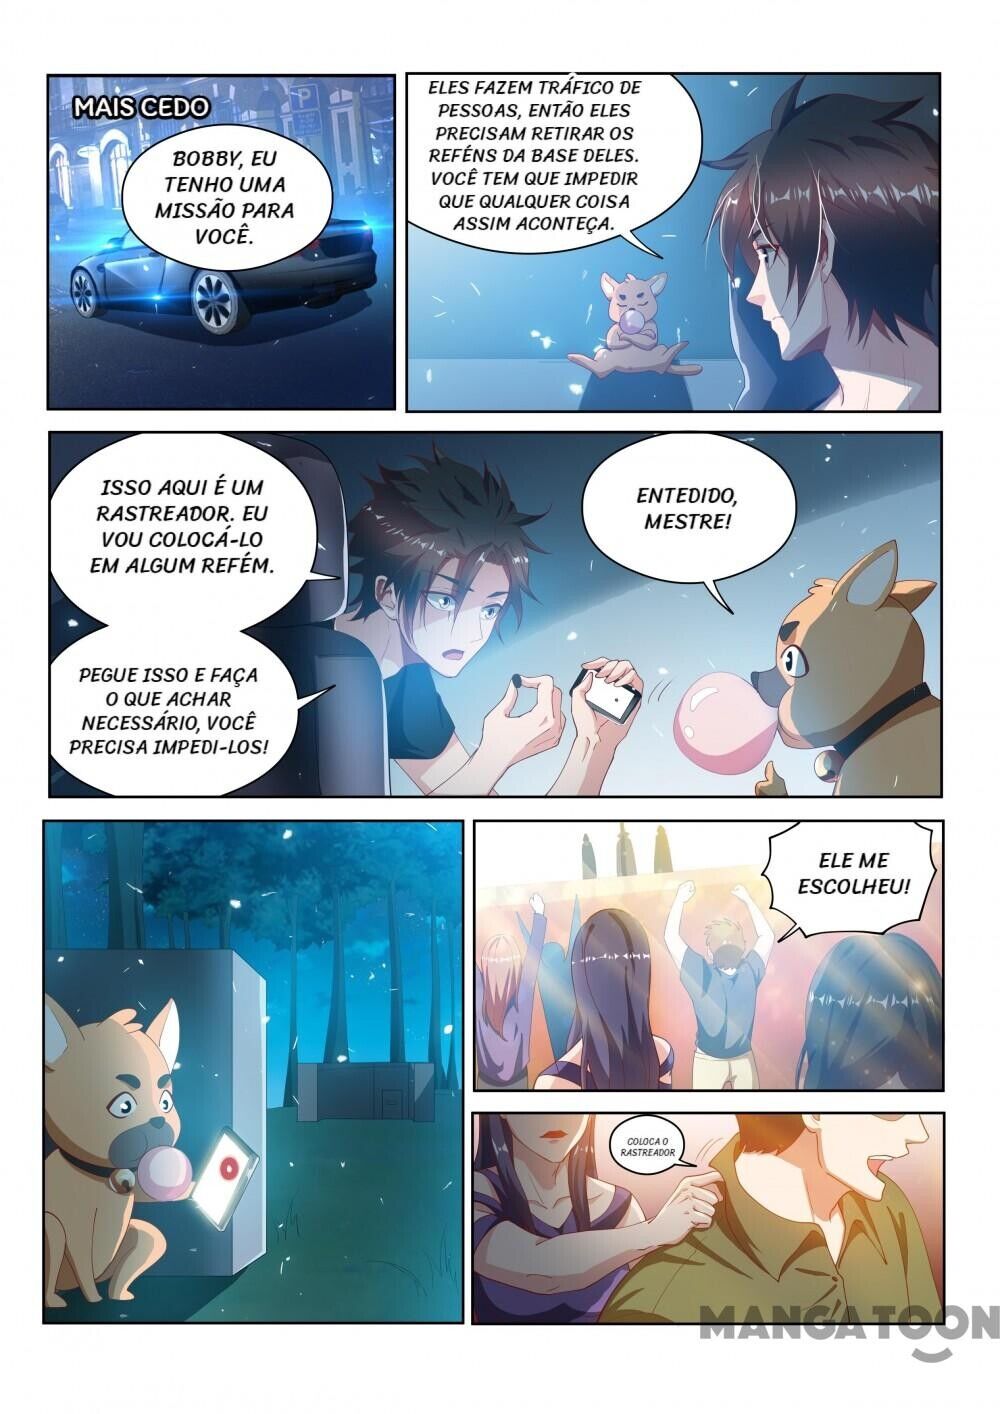 MAIS CEDO
BOBBY, EU
TENHO UMA
MISSÃO PARA
VOCÊ.
ELES FAZEM TRÁFICO DE
PESSOAS, ENTÃO ELES
PRECISAM RETIRAR OS
REFÉNS DA BASE DELES.
VOCÊ TEM QUE IMPEDIR
QUE QUALQUER COISA
ASSIM ACONTEÇA.
ISSO AQUI É UM
RASTREADOR. EU
VOU COLOCÁ-LO
EM ALGUM REFÉM.
ENTEDIDO,
MESTRE!
PEGUE ISSO E FAÇA
O QUE ACHAR
NECESSÁRIO, VOCÊ
PRECISA IMPEDI-LOS!
ELE ME
ESCOLHEU!
COLOCA O
RASTREADOR
MANGATOON